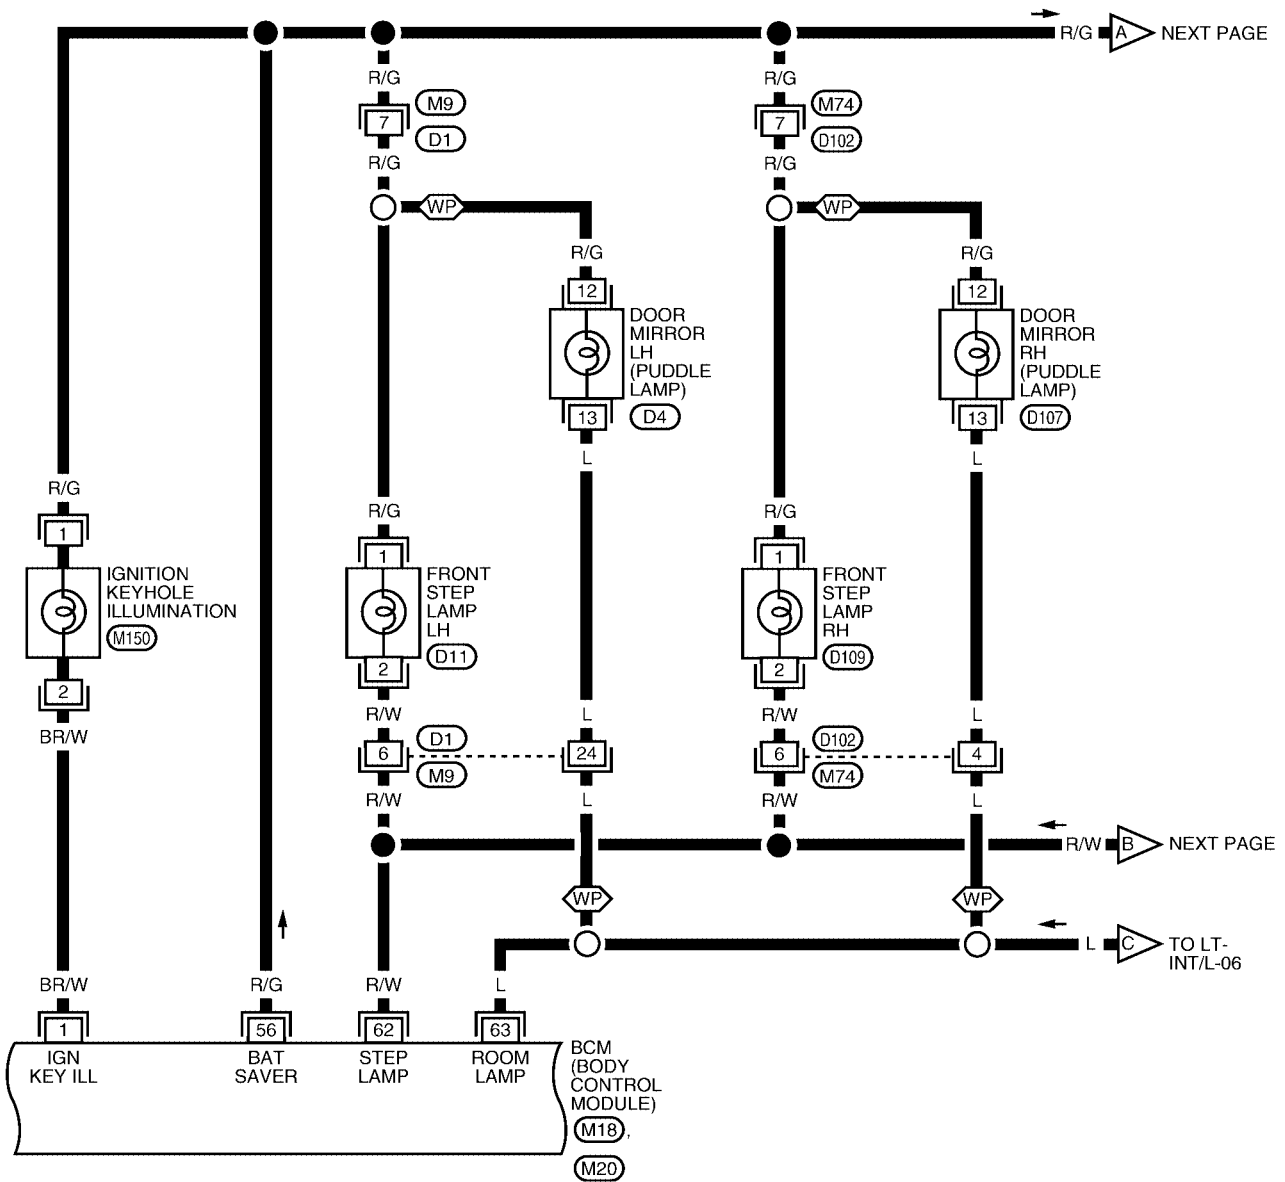 R/G
A
NEXT PAGE
R/G
M9
7
D1
R/G
R/G
M74
7
D102
R/G
WP
WP
R/G
R/G
12
DOOR
MIRROR
LH
(PUDDLE
LAMP)
13
D4
L
12
DOOR
MIRROR
RH
(PUDDLE
LAMP)
13
D107
L
R/G
1
IGNITION
KEYHOLE
ILLUMINATION
M150
2
BR/W
R/G
1
FRONT
STEP
LAMP
LH
D11
2
R/W
R/G
1
FRONT
STEP
LAMP
RH
D109
2
R/W
L
L
D1
6
M9
24
D102
6
M74
4
R/W
L
R/W
L
R/W
B
NEXT PAGE
WP
WP
L
C
TO LT-
INT/L-06
BR/W
R/G
R/W
L
1
56
62
63
IGN
KEY ILL
BAT
SAVER
STEP
LAMP
ROOM
LAMP
BCM
(BODY
CONTROL
MODULE)
M18 ,
M20